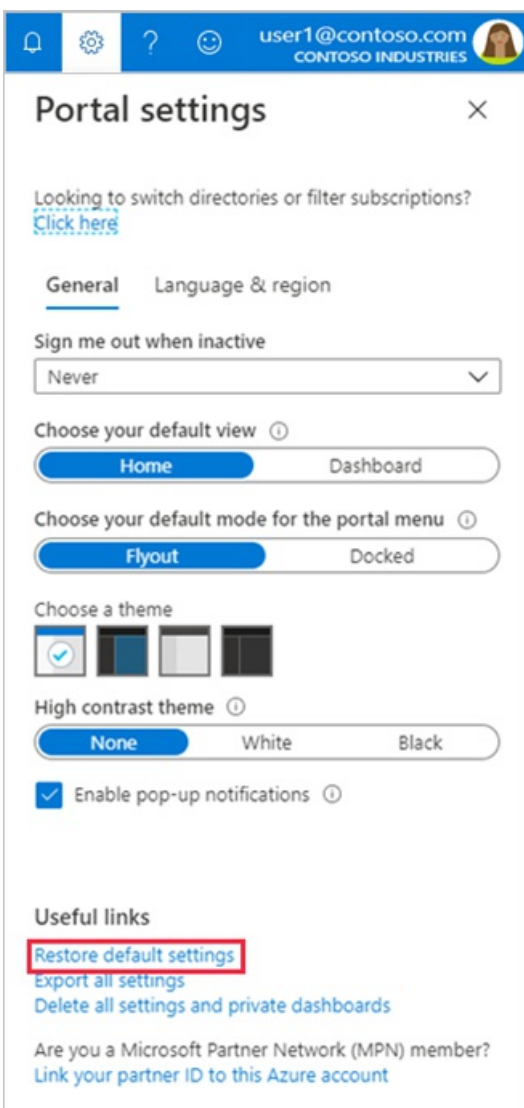 ?
user1@contoso.com
CONTOSO INDUSTRIES
Portal settings
Looking to switch directories or filter subscriptions?
Click here
General Language & region
Sign me out when inactive
Never
Choose your default view
Home Dashboard
Choose your default mode for the portal menu
Flyout Docked
Choose a theme
High contrast theme
None White Black
Enable pop-up notifications
Useful links
Restore default settings
Export all settings
Delete all settings and private dashboards
Are you a Microsoft Partner Network (MPN) member?
Link your partner ID to this Azure account